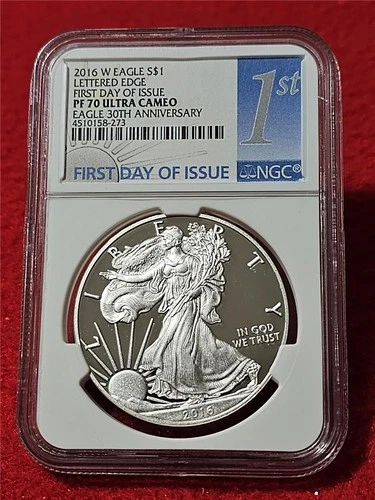 2016 W EAGLE S$1
LETTERED EDGE
FIRST DAY OF ISSUE
PF 70 ULTRA CAMEO
EAGLE 30TH ANNIVERSARY
4510158-273
1st
FIRST DAY OF ISSUE
NGC®
LIBERTY
IN GOD
WE TRUST
2016